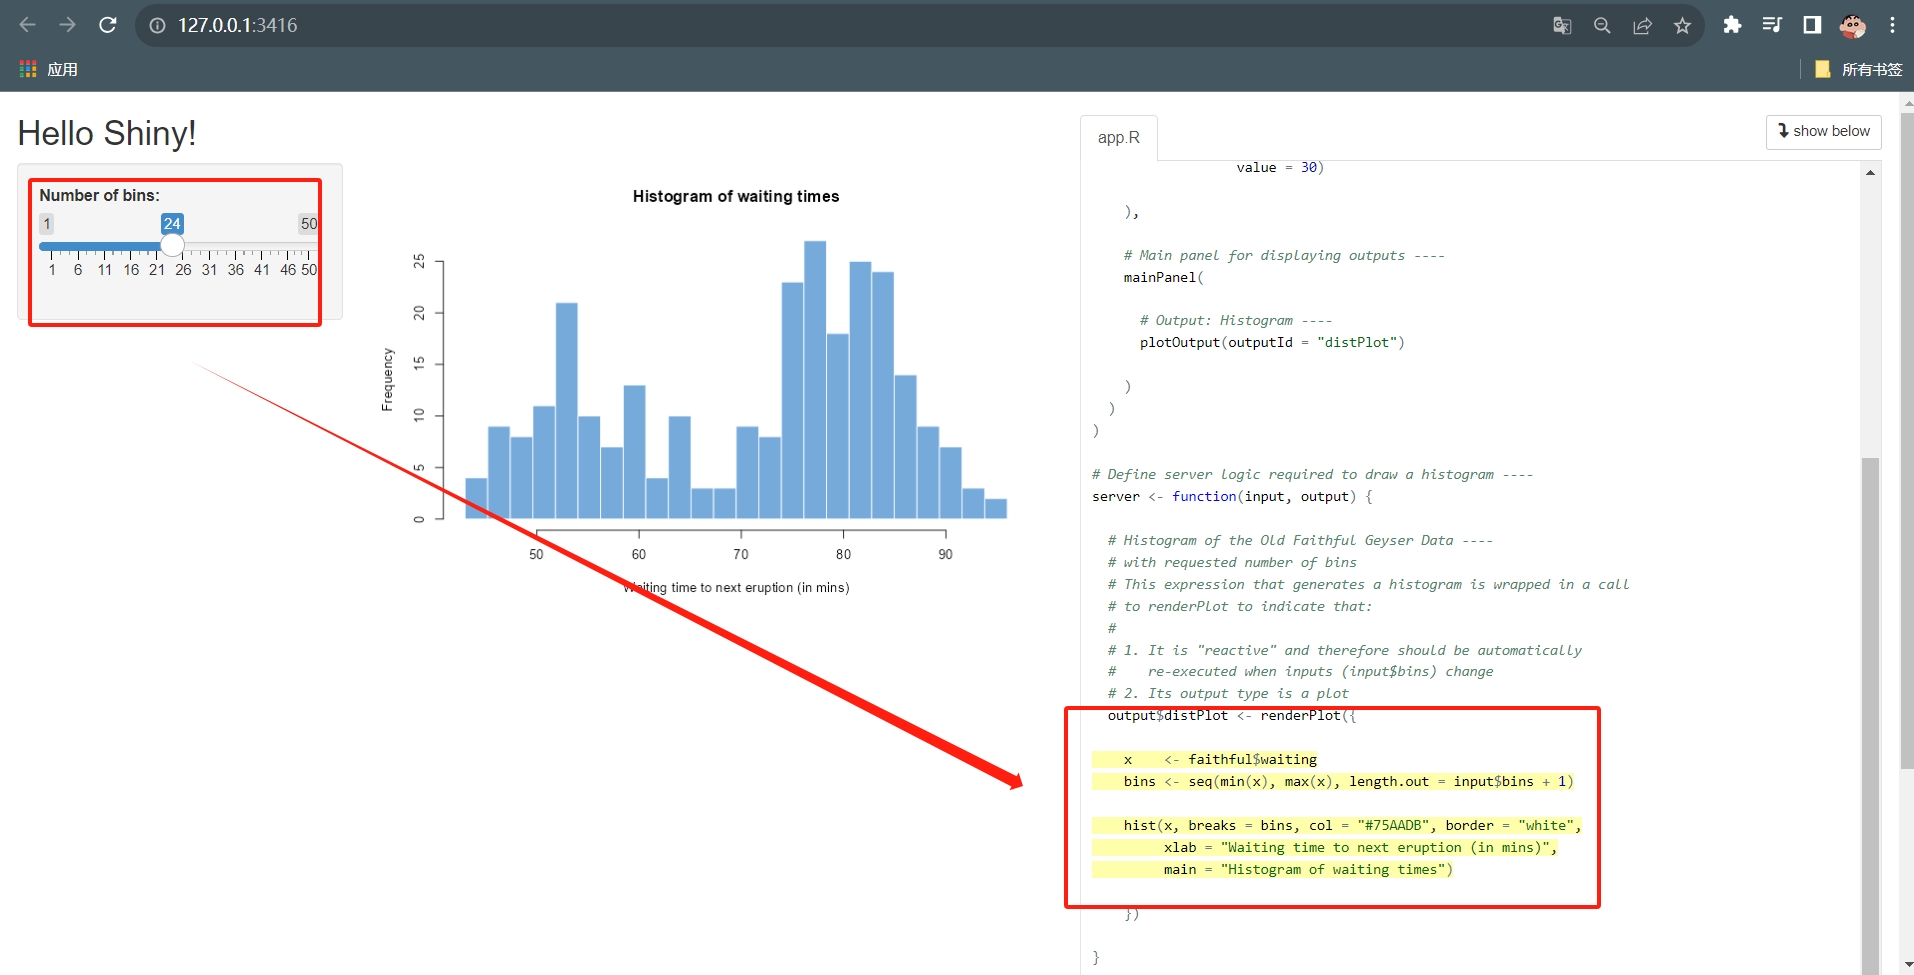 127.0.0.1:3416
应用
所有书签
Hello Shiny!
Number of bins:
1 24 50
1 6 11 16 21 26 31 36 41 46 50
Histogram of waiting times
Frequency
25
20
15
10
5
0
50 60 70 80 90
Waiting time to next eruption (in mins)
app.R
show below
value = 30)
),
# Main panel for displaying outputs ----
mainPanel(
# Output: Histogram ----
plotOutput(outputId = "distPlot")
)
)
)
# Define server logic required to draw a histogram ----
server <- function(input, output) {
# Histogram of the Old Faithful Geyser Data ----
# with requested number of bins
# This expression that generates a histogram is wrapped in a call
# to renderPlot to indicate that:
#
# 1. It is "reactive" and therefore should be automatically
#    re-executed when inputs (input$bins) change
# 2. Its output type is a plot
output$distPlot <- renderPlot({
x    <- faithful$waiting
bins <- seq(min(x), max(x), length.out = input$bins + 1)
hist(x, breaks = bins, col = "#75AADB", border = "white",
xlab = "Waiting time to next eruption (in mins)",
main = "Histogram of waiting times")
})
}